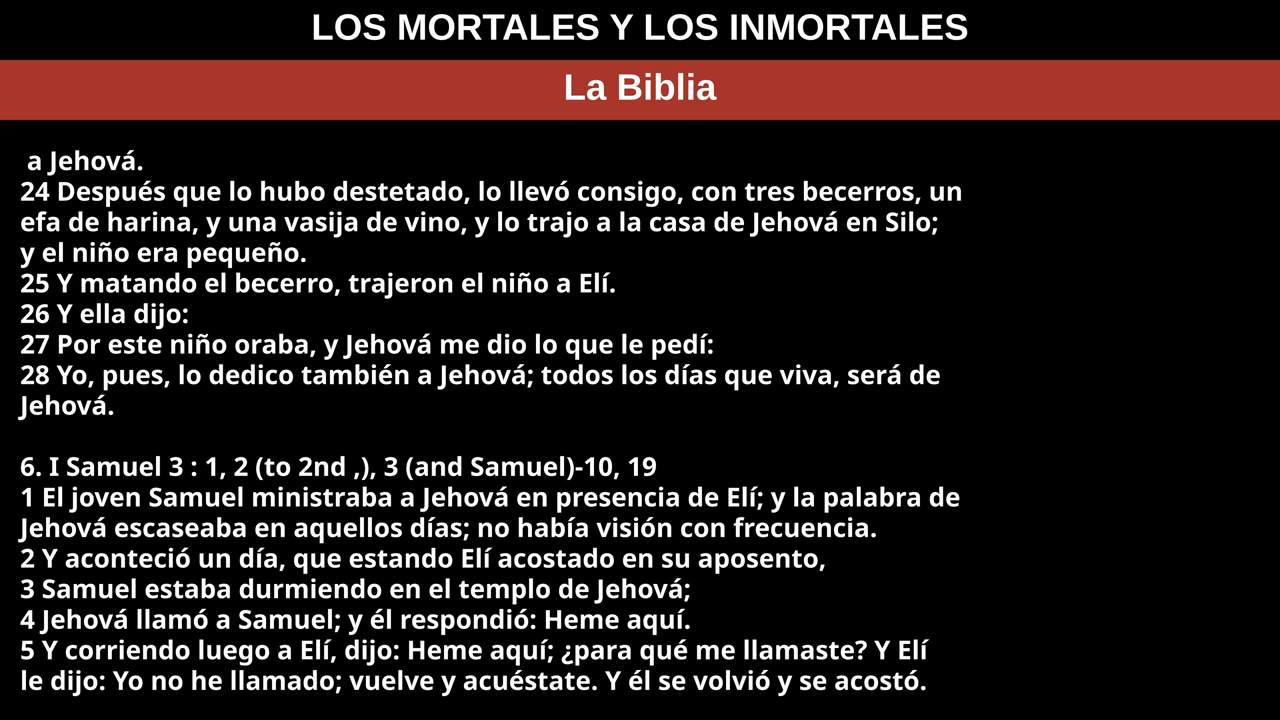 LOS MORTALES Y LOS INMORTALES
La Biblia
a Jehová.
24 Después que lo hubo destetado, lo llevó consigo, con tres becerros, un
efa de harina, y una vasija de vino, y lo trajo a la casa de Jehová en Silo;
y el niño era pequeño.
25 Y matando el becerro, trajeron el niño a Elí.
26 Y ella dijo:
27 Por este niño oraba, y Jehová me dio lo que le pedí:
28 Yo, pues, lo dedico también a Jehová; todos los días que viva, será de
Jehová.
6. I Samuel 3 : 1, 2 (to 2nd ,), 3 (and Samuel)-10, 19
1 El joven Samuel ministraba a Jehová en presencia de Elí; y la palabra de
Jehová escaseaba en aquellos días; no había visión con frecuencia.
2 Y aconteció un día, que estando Elí acostado en su aposento,
3 Samuel estaba durmiendo en el templo de Jehová;
4 Jehová llamó a Samuel; y él respondió: Heme aquí.
5 Y corriendo luego a Elí, dijo: Heme aquí; ¿para qué me llamaste? Y Elí
le dijo: Yo no he llamado; vuelve y acuéstate. Y él se volvió y se acostó.